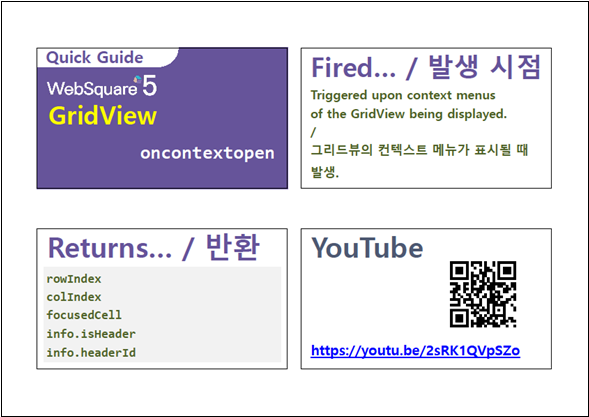 Quick Guide
WebSquare 5
GridView
oncontextopen
Fired... / 발생 시점
Triggered upon context menus
of the GridView being displayed.
/
그리드뷰의 컨텍스트 메뉴가 표시될 때
발생.
Returns... / 반환
rowIndex
colIndex
focusedCell
info.isHeader
info.headerId
YouTube
https://youtu.be/2sRK1QVpSZo